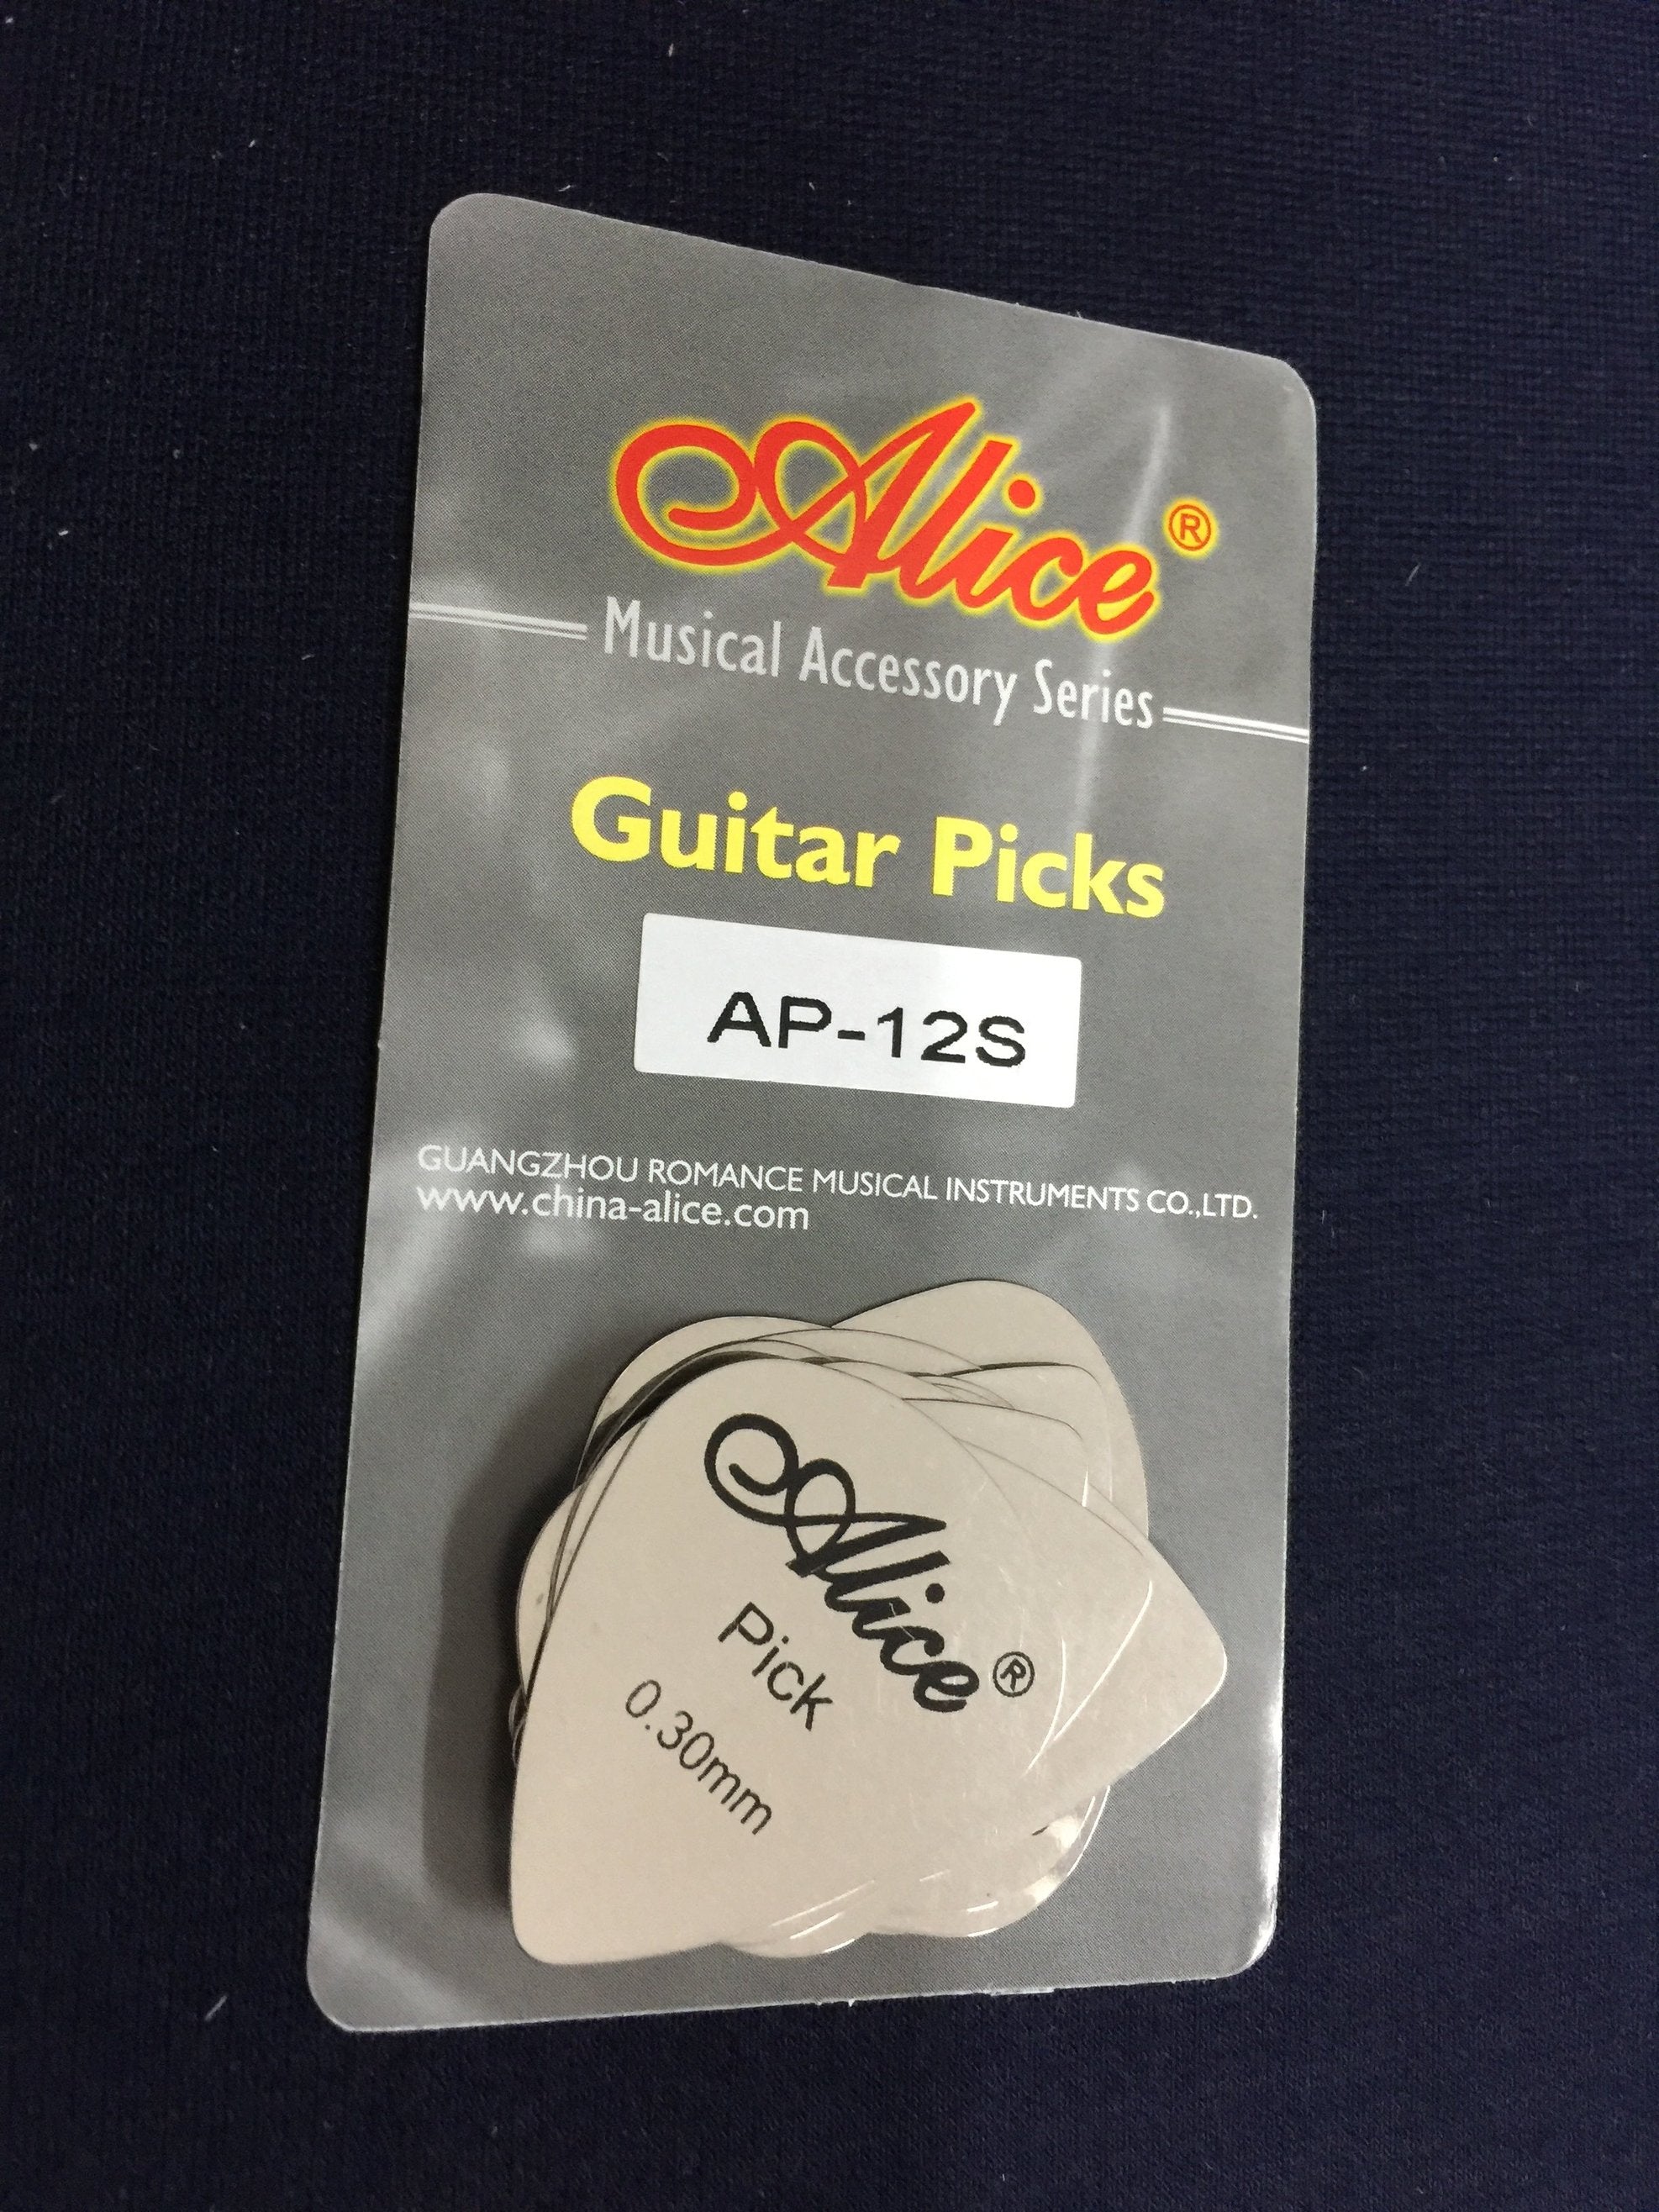 Alice®
Musical Accessory Series
Guitar Picks
AP-12S
GUANGZHOU ROMANCE MUSICAL INSTRUMENTS CO.,LTD.
www.china-alice.com
Alice®
Pick
0.30mm